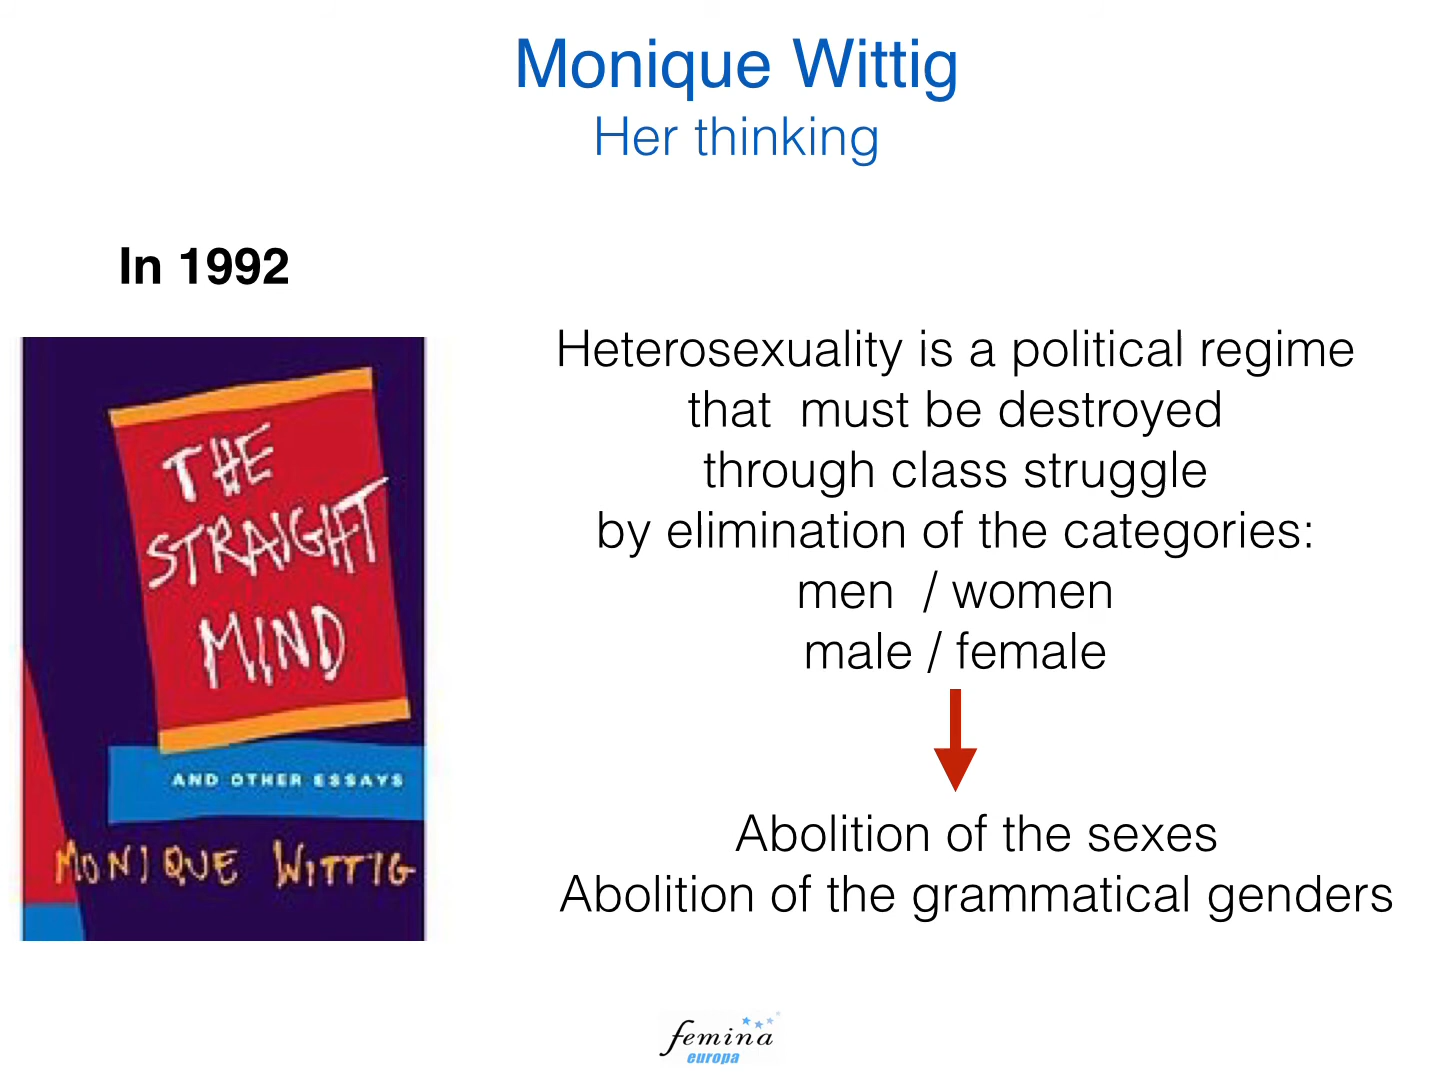 Monique Wittig
Her thinking
In 1992
THE
STRAIGHT
MIND
AND OTHER ESSAYS
MONIQUE WITTIG
Heterosexuality is a political regime
that must be destroyed
through class struggle
by elimination of the categories:
men / women
male / female
Abolition of the sexes
Abolition of the grammatical genders
femina
europa